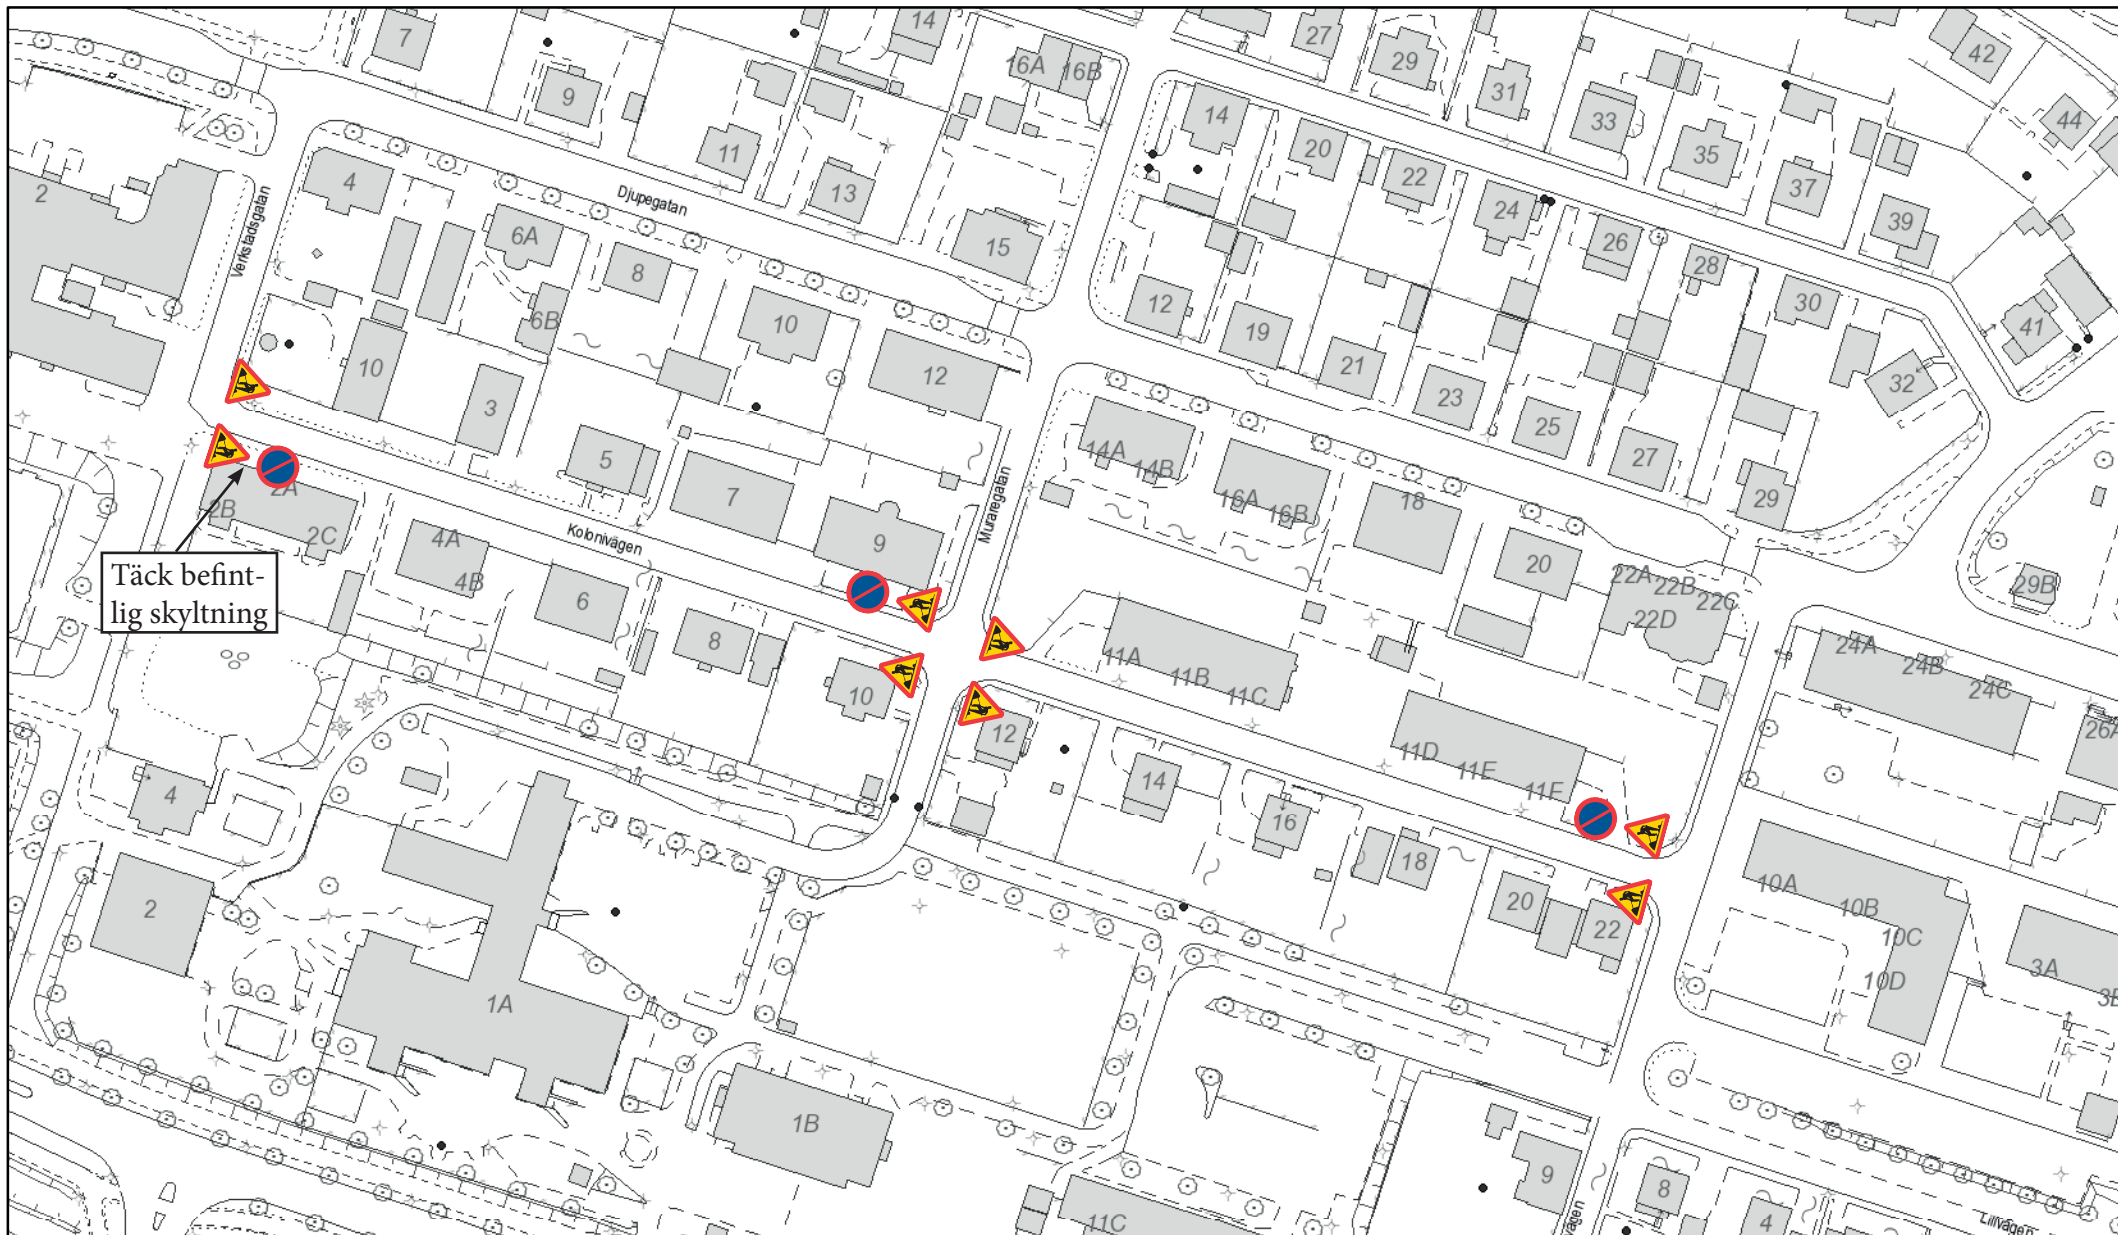 7
14
27
42
16A
16B
29
9
31
44
14
33
11
20
35
4
22
37
13
2
Djupegatan
24
39
Verkstadsgatan
6A
15
26
8
28
12
30
6B
10
19
41
10
21
12
32
3
23
25
14A
5
27
14B
2A
7
16A
18
29
2B
16B
Muraregatan
2C
4A
Kolonivägen
9
20
Täck befint-
lig skyltning
4B
22A
22B
29B
6
22C
22D
8
24A
11A
24B
10
11B
24C
11C
12
26A
11D
11E
14
11F
4
16
18
10A
20
2
10B
22
10C
3A
10D
1A
1B
9
8
11C
4
Lillvägen